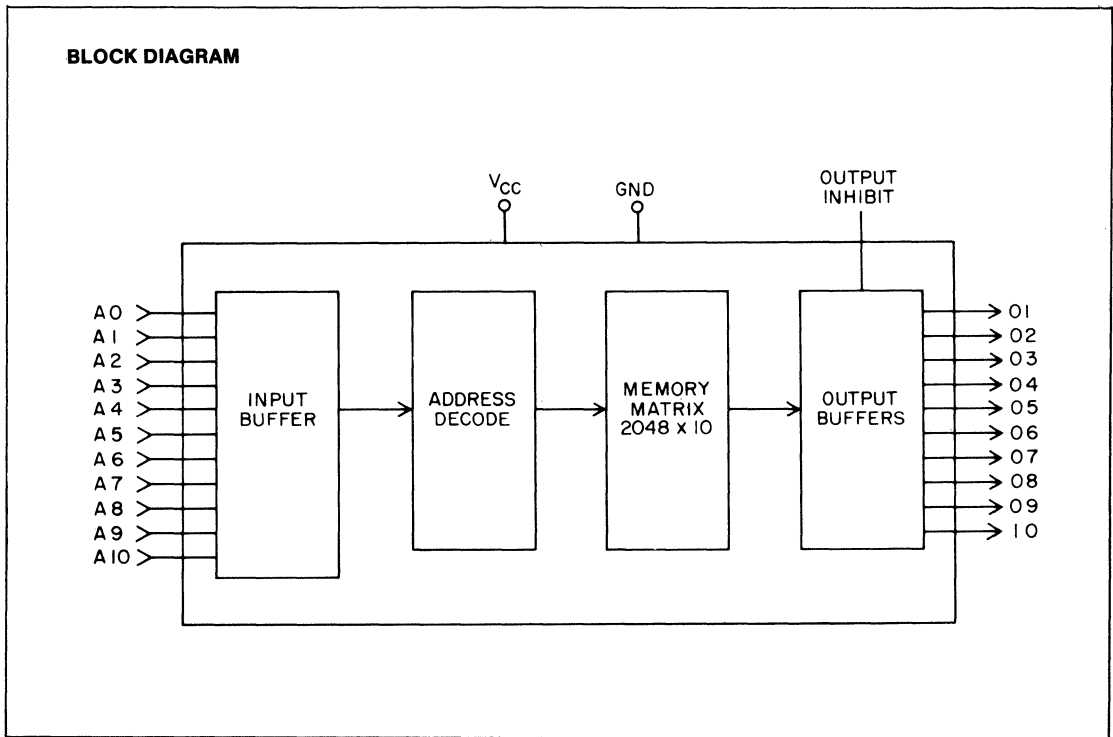 BLOCK DIAGRAM
VCC
GND
OUTPUT
INHIBIT
A0
A1
A2
A3
A4
A5
A6
A7
A8
A9
A10
INPUT
BUFFER
ADDRESS
DECODE
MEMORY
MATRIX
2048 x 10
OUTPUT
BUFFERS
01
02
03
04
05
06
07
08
09
10